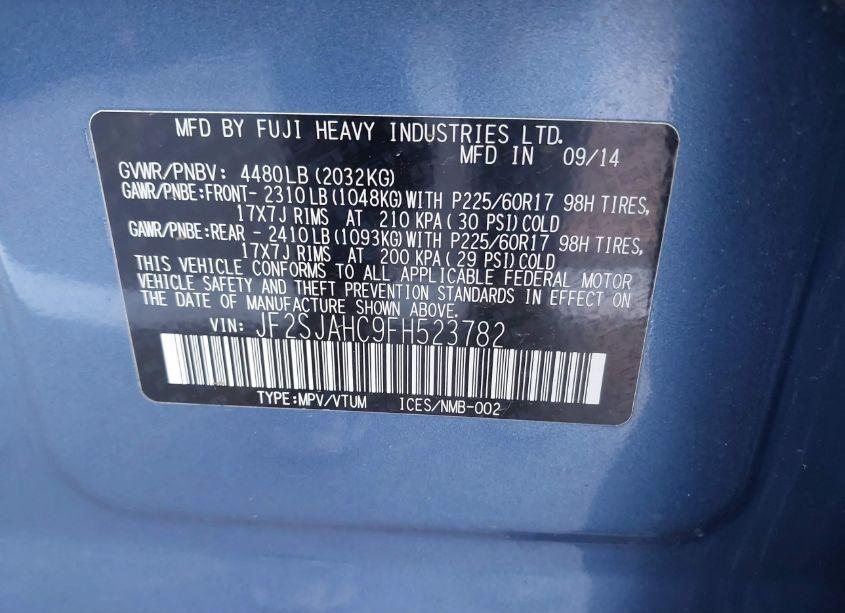 MFD BY FUJI HEAVY INDUSTRIES LTD.
MFD IN 09/14
GVWR/PNBV: 4480LB(2032KG)
GAWR/PNBE:FRONT- 2310LB(1048KG)WITH P225/60R17 98H TIRES,
17X7J RIMS AT 210 KPA( 30 PSI)COLD
GAWR/PNBE:REAR - 2410LB(1093KG)WITH P225/60R17 98H TIRES,
17X7J RIMS AT 200 KPA( 29 PSI)COLD
THIS VEHICLE CONFORMS TO ALL APPLICABLE FEDERAL MOTOR
VEHICLE SAFETY AND THEFT PREVENTION STANDARDS IN EFFECT ON
THE DATE OF MANUFACTURE SHOWN ABOVE.
VIN: JF2SJAHC9FH523782
TYPE:MPV/VTUM ICES/NMB-002